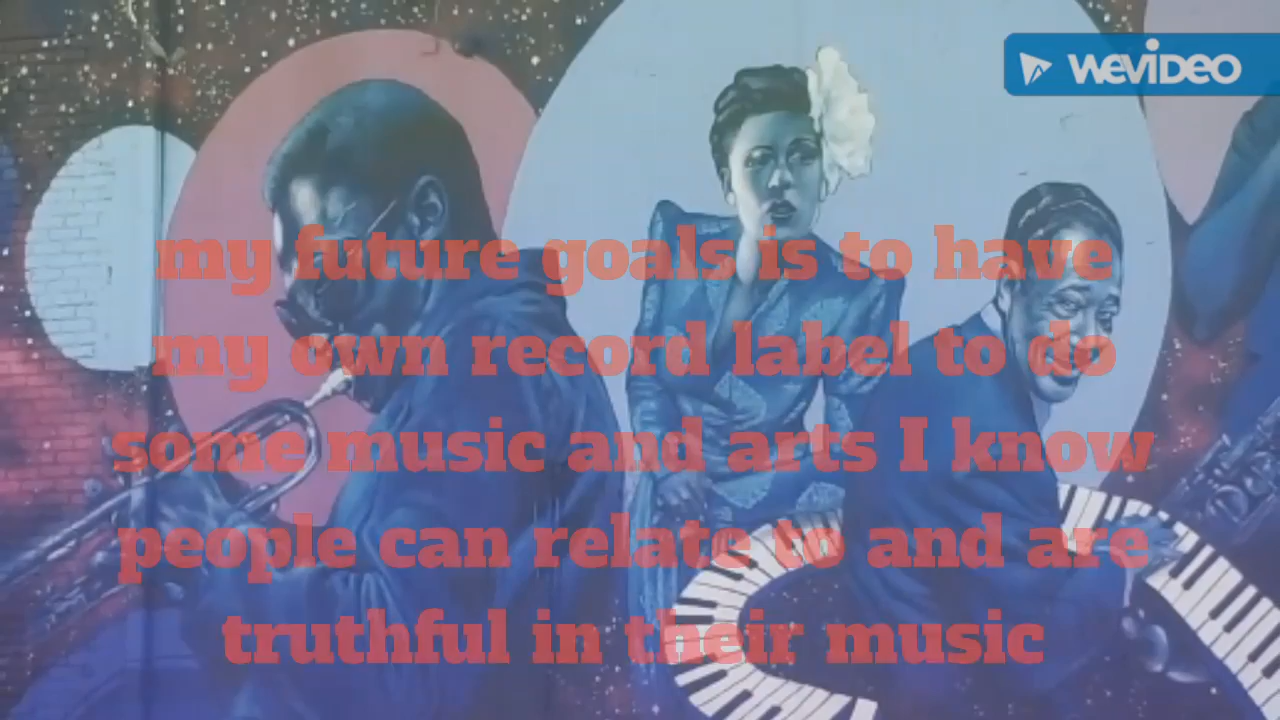 WEVIDEO
my future goals is to have
my own record label to do
some music and arts I know
people can relate to and are
truthful in their music